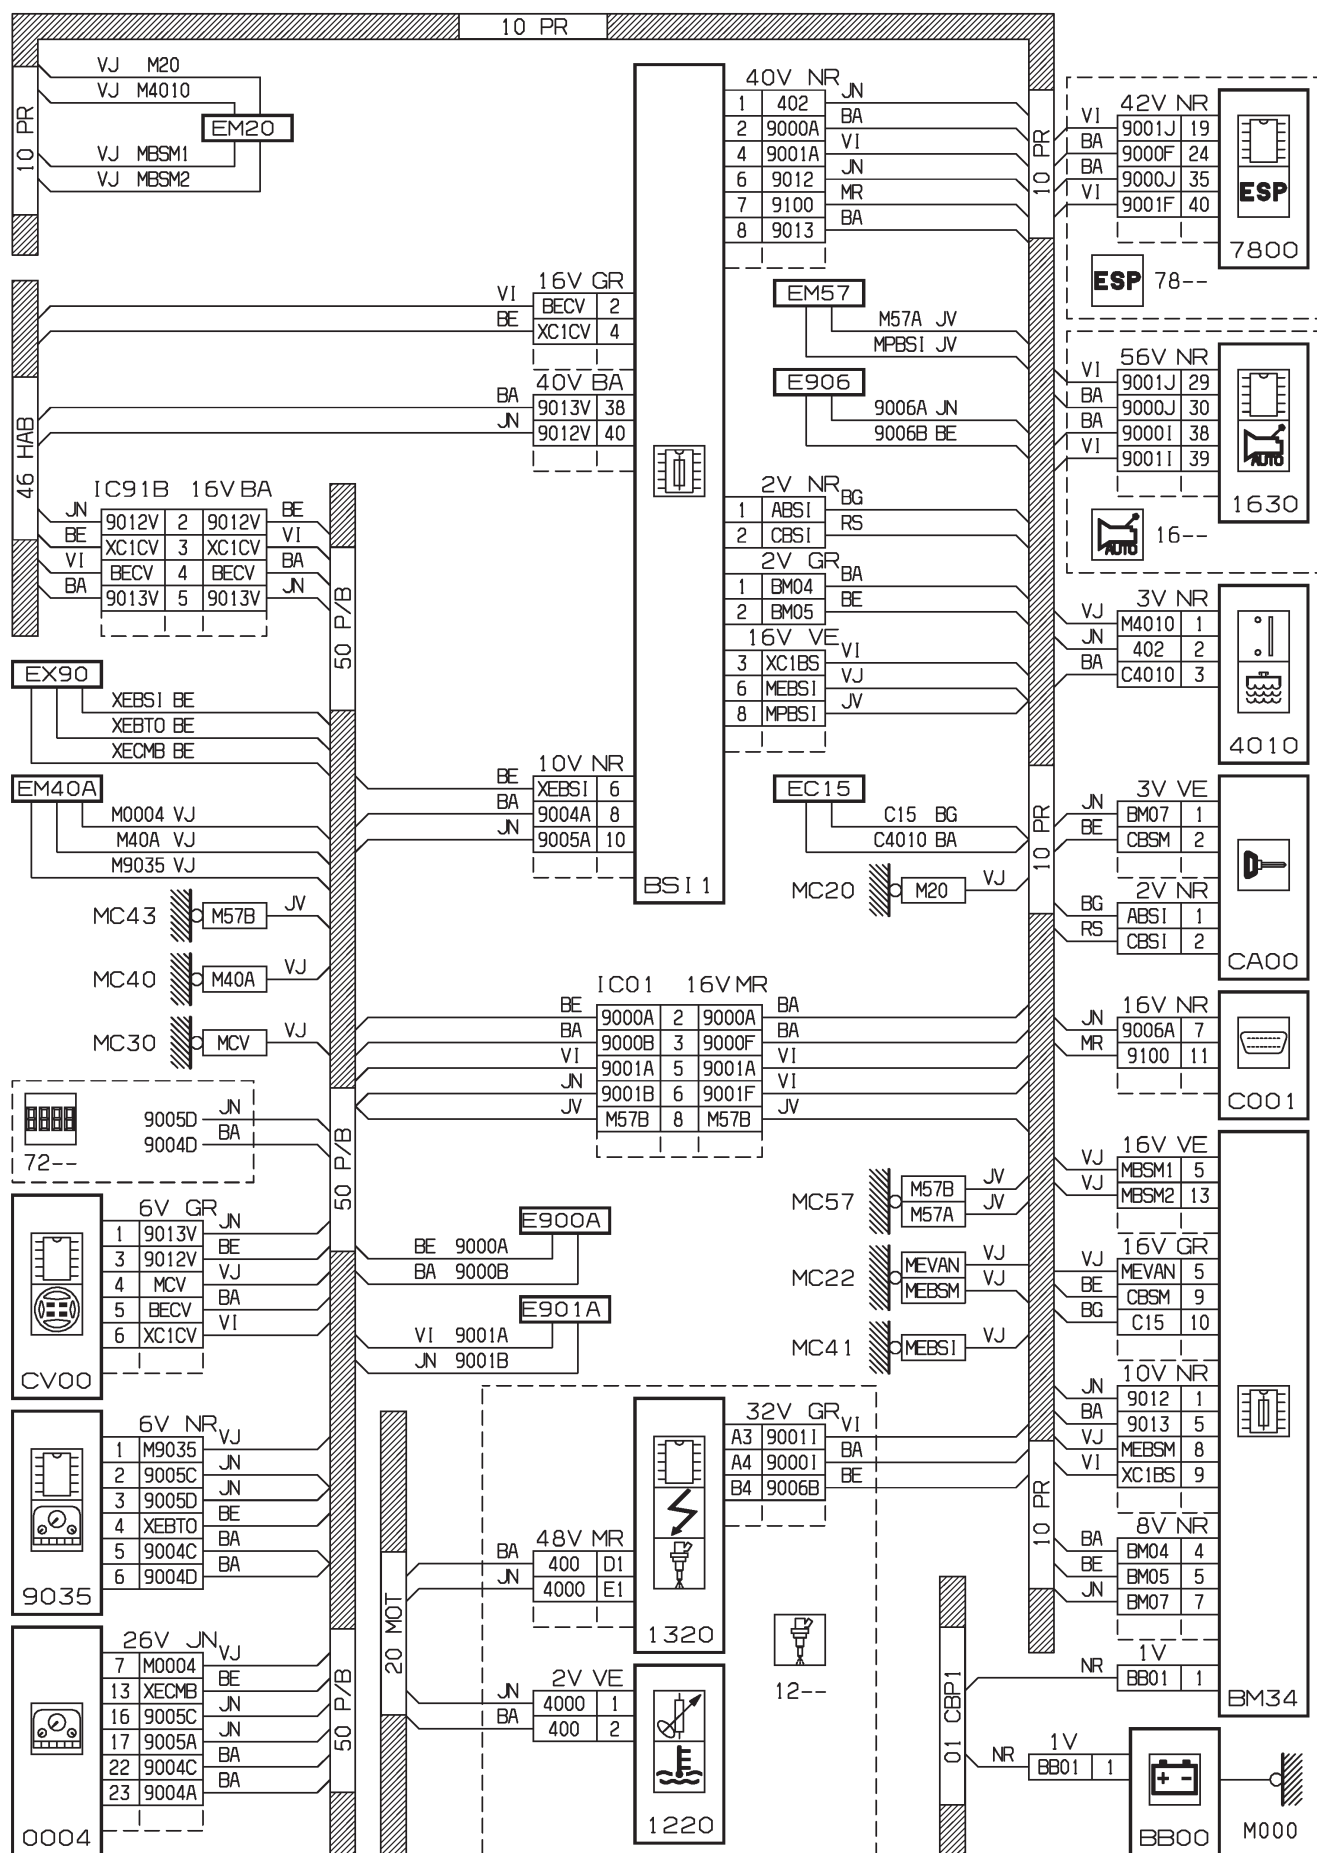 10 PR
VJ M20
VJ M4010
EM20
VJ MBSM1
VJ MBSM2
10 PR
40V NR
1 402 JN
2 9000A BA
4 9001A VI
6 9012 JN
7 9100 MR
8 9013 BA
10 PR
42V NR
VI 9001J 19
BA 9000F 24
BA 9000J 35
VI 9001F 40
ESP
7800
ESP 78--
16V GR
VI BECV 2
BE XC1CV 4
40V BA
BA 9013V 38
JN 9012V 40
46 HAB
EM57
M57A JV
MPBSI JV
E906
9006A JN
9006B BE
56V NR
VI 9001J 29
BA 9000J 30
BA 9000I 38
VI 9001I 39
AUTO
1630
AUTO 16--
IC91B 16V BA
JN 9012V 2 9012V BE
BE XC1CV 3 XC1CV VI
VI BECV 4 BECV BA
BA 9013V 5 9013V JN
50 P/B
2V NR
1 ABSI BG
2 CBSI RS
2V GR
1 BM04 BA
2 BM05 BE
16V VE
3 XC1BS VI
6 MEBSI VJ
8 MPBSI JV
3V NR
VJ M4010 1
JN 402 2
BA C4010 3
4010
EX90
XEBSI BE
XEBTO BE
XECMB BE
EM40A
M0004 VJ
M40A VJ
M9035 VJ
10V NR
BE XEBSI 6
BA 9004A 8
JN 9005A 10
BSI1
EC15
C15 BG
C4010 BA
MC20 M20 VJ
10 PR
3V VE
JN BM07 1
BE CBSM 2
2V NR
BG ABSI 1
RS CBSI 2
CA00
MC43 M57B JV
MC40 M40A VJ
MC30 MCV VJ
IC01 16V MR
BE 9000A 2 9000A BA
BA 9000B 3 9000F BA
VI 9001A 5 9001A VI
JN 9001B 6 9001F VI
JV M57B 8 M57B JV
16V NR
JN 9006A 7
MR 9100 11
C001
9005D JN
9004D BA
72--
50 P/B
MC57 M57B JV
M57A JV
MC22 MEVAN VJ
MEBSM VJ
MC41 MEBSI VJ
16V VE
VJ MBSM1 5
VJ MBSM2 13
16V GR
VJ MEVAN 5
BE CBSM 9
BG C15 10
10V NR
JN 9012 1
BA 9013 5
VJ MEBSM 8
VI XC1BS 9
8V NR
BA BM04 4
BE BM05 5
JN BM07 7
1V
NR BB01 1
BM34
6V GR
1 9013V JN
3 9012V BE
4 MCV VJ
5 BECV BA
6 XC1CV VI
CV00
E900A
BE 9000A
BA 9000B
E901A
VI 9001A
JN 9001B
6V NR
1 M9035 VJ
2 9005C JN
3 9005D JN
4 XEBTO BE
5 9004C BA
6 9004D BA
9035
32V GR
A3 9001I VI
A4 9000I BA
B4 9006B BE
10 PR
48V MR
BA 400 D1
JN 4000 E1
1320
12--
20 MOT
26V JN
7 M0004 VJ
13 XECMB BE
16 9005C JN
17 9005A JN
22 9004C BA
23 9004A BA
0004
50 P/B
2V VE
JN 4000 1
BA 400 2
1220
01 CBP1
1V
NR BB01 1
+ -
BB00
M000